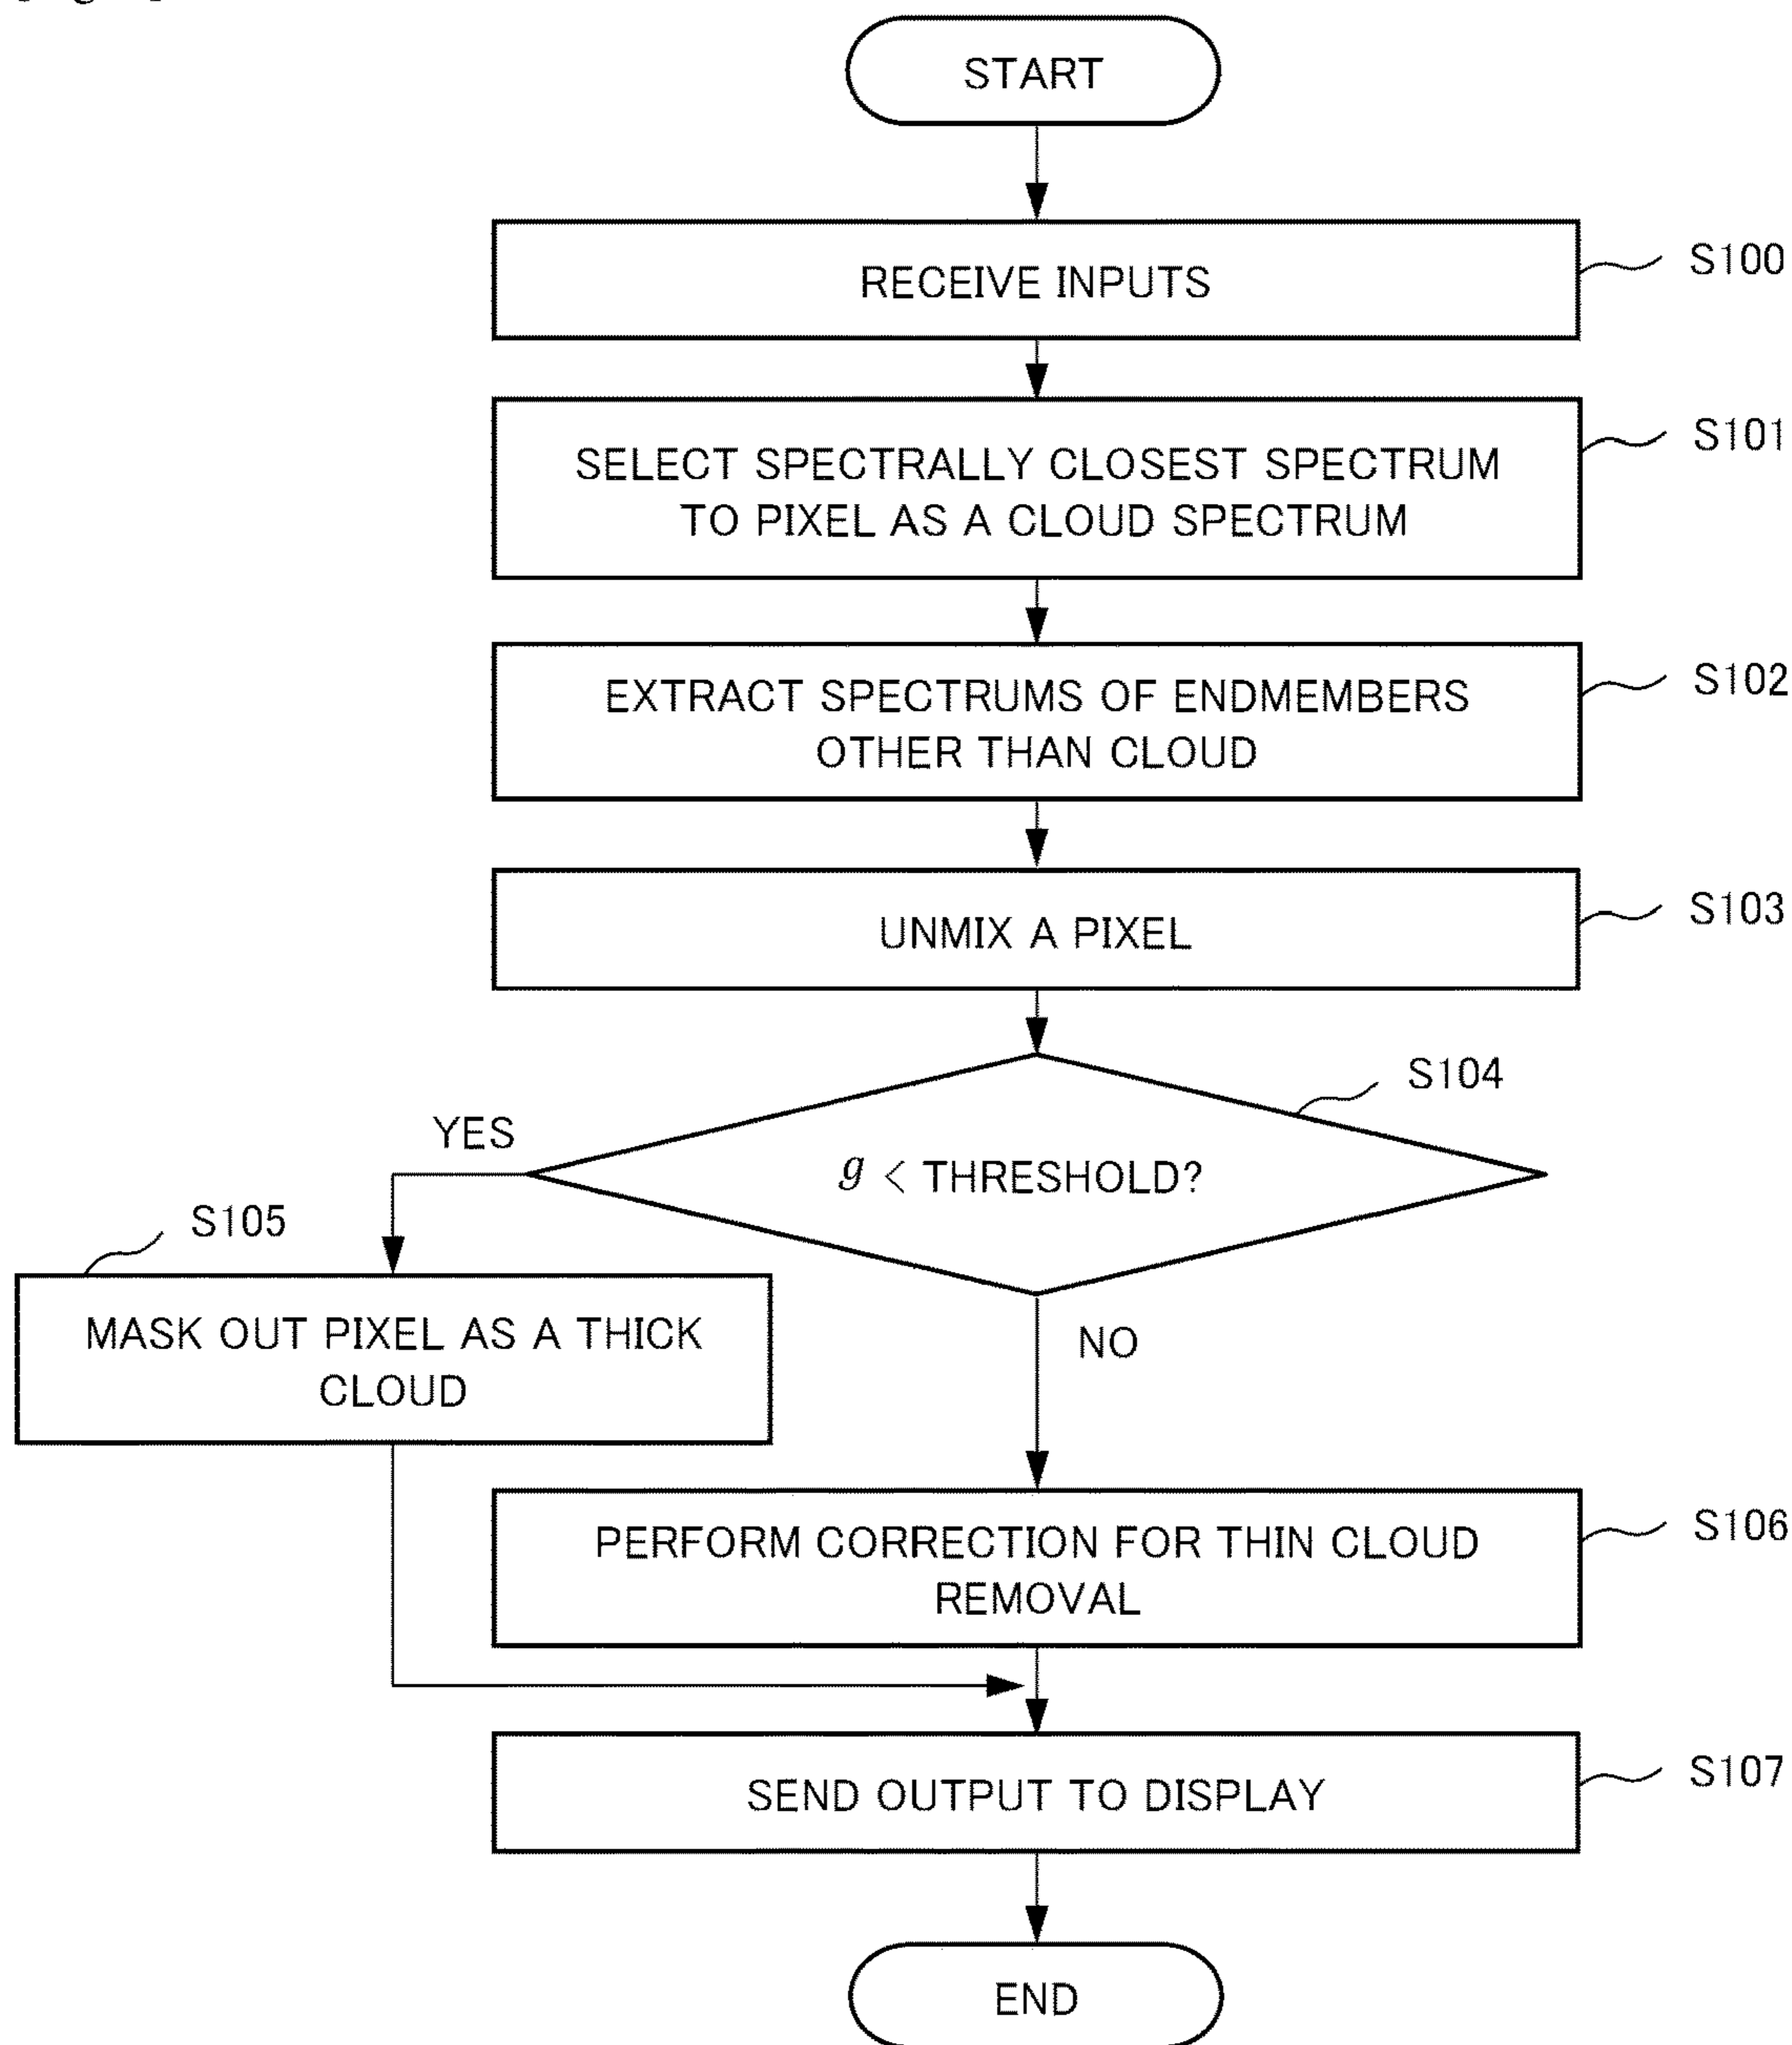 START
RECEIVE INPUTS
S100
SELECT SPECTRALLY CLOSEST SPECTRUM
TO PIXEL AS A CLOUD SPECTRUM
S101
EXTRACT SPECTRUMS OF ENDMEMBERS
OTHER THAN CLOUD
S102
UNMIX A PIXEL
S103
g < THRESHOLD?
S104
YES
S105
MASK OUT PIXEL AS A THICK
CLOUD
NO
PERFORM CORRECTION FOR THIN CLOUD
REMOVAL
S106
SEND OUTPUT TO DISPLAY
S107
END